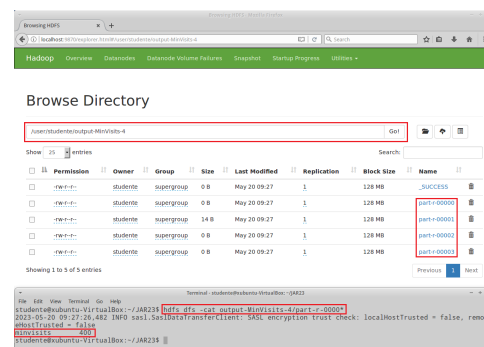 Browsing HDFS - Mozilla Firefox
Browsing HDFS × +
localhost:9870/explorer.html#/user/studente/output-MinVisits-4 Search
Hadoop Overview Datanodes Datanode Volume Failures Snapshot Startup Progress Utilities
Browse Directory
/user/studente/output-MinVisits-4 Go!
Show 25 entries Search:
Permission Owner Group Size Last Modified Replication Block Size Name
-rw-r--r-- studente supergroup 0 B May 20 09:27 1 128 MB _SUCCESS
-rw-r--r-- studente supergroup 0 B May 20 09:27 1 128 MB part-r-00000
-rw-r--r-- studente supergroup 14 B May 20 09:27 1 128 MB part-r-00001
-rw-r--r-- studente supergroup 0 B May 20 09:27 1 128 MB part-r-00002
-rw-r--r-- studente supergroup 0 B May 20 09:27 1 128 MB part-r-00003
Showing 1 to 5 of 5 entries Previous 1 Next
Terminal - studente@xubuntu-VirtualBox: ~/JAR23
File Edit View Terminal Go Help
studente@xubuntu-VirtualBox:~/JAR23$ hdfs dfs -cat output-MinVisits-4/part-r-0000*
2023-05-20 09:27:26,482 INFO sasl.SaslDataTransferClient: SASL encryption trust check: localHostTrusted = false, remo
eHostTrusted = false
minvisits 400
studente@xubuntu-VirtualBox:~/JAR23$